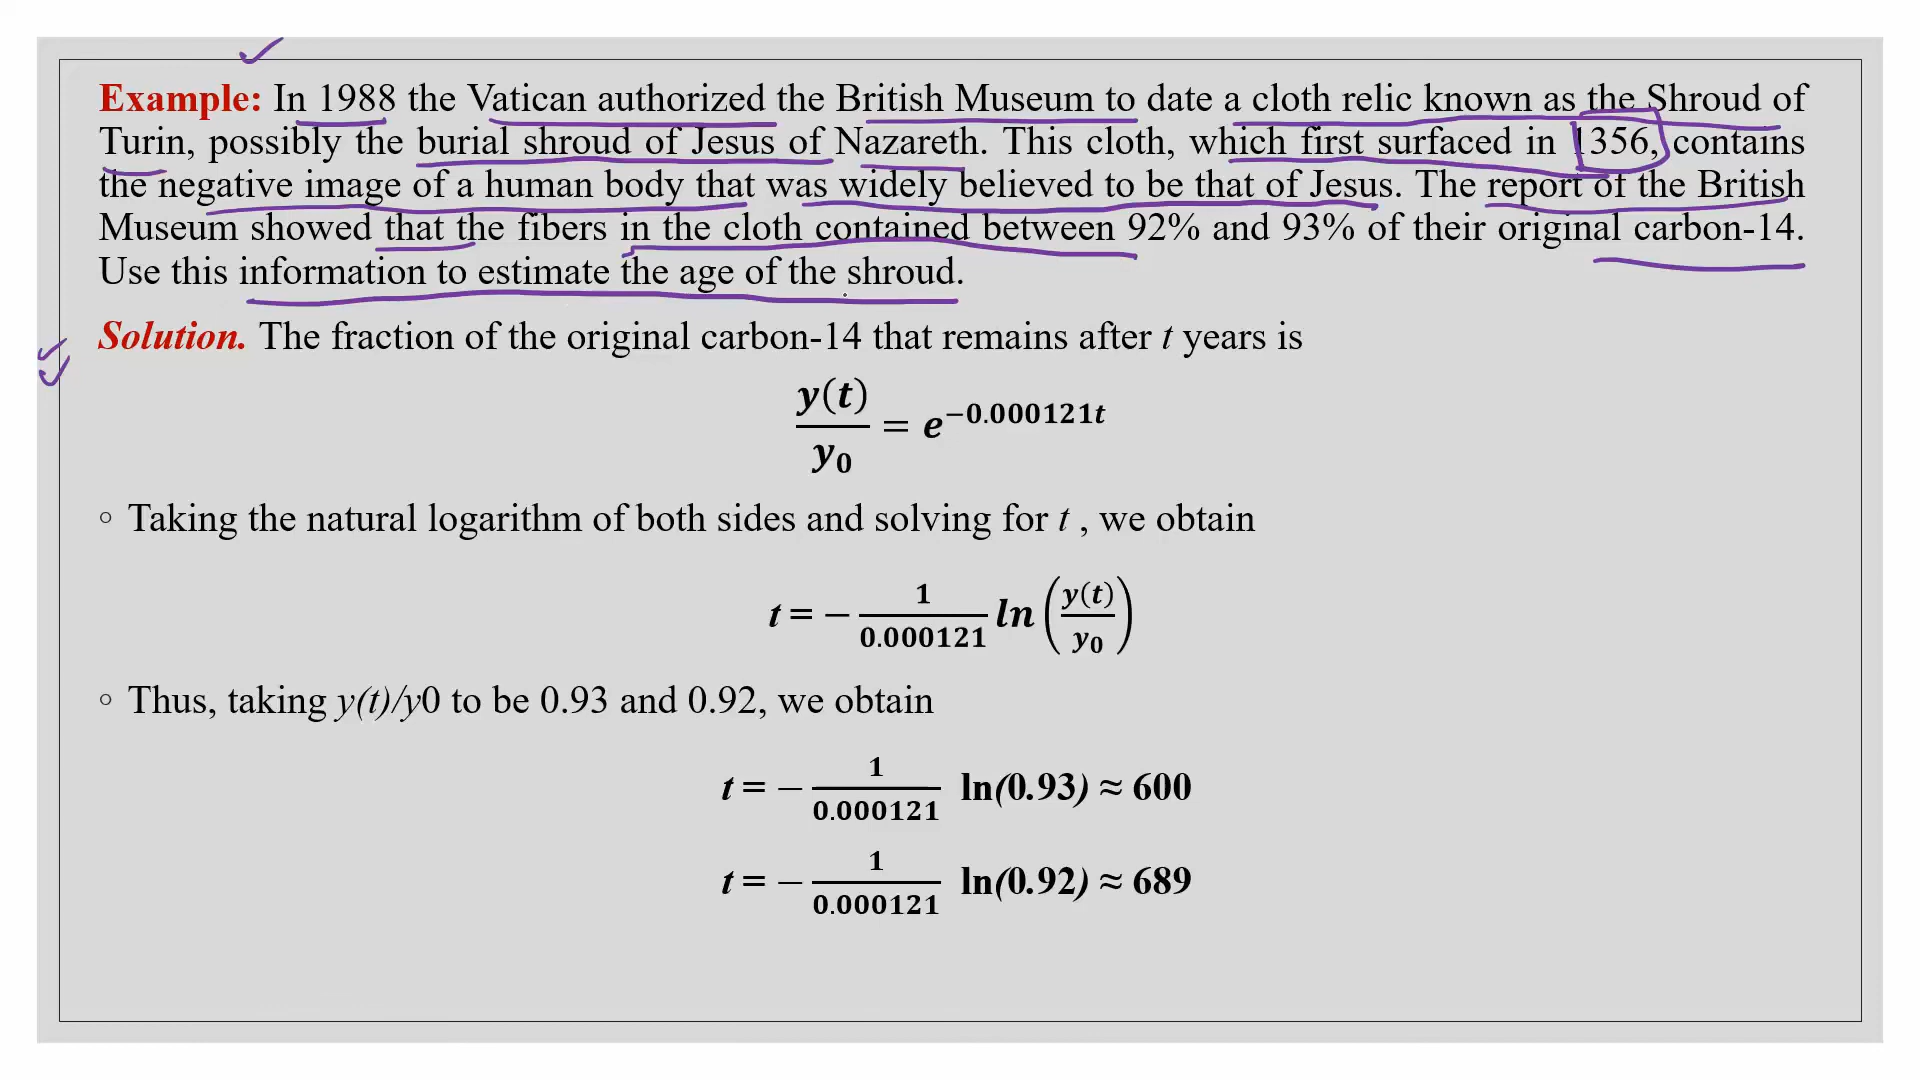 Example: In 1988 the Vatican authorized the British Museum to date a cloth relic known as the Shroud of
Turin, possibly the burial shroud of Jesus of Nazareth. This cloth, which first surfaced in 1356, contains
the negative image of a human body that was widely believed to be that of Jesus. The report of the British
Museum showed that the fibers in the cloth contained between 92% and 93% of their original carbon-14.
Use this information to estimate the age of the shroud.
Solution. The fraction of the original carbon-14 that remains after t years is
y(t)/y₀ = e^(−0.000121t)
◦ Taking the natural logarithm of both sides and solving for t , we obtain
t = − 1/0.000121 ln (y(t)/y₀)
◦ Thus, taking y(t)/y0 to be 0.93 and 0.92, we obtain
t = − 1/0.000121 ln(0.93) ≈ 600
t = − 1/0.000121 ln(0.92) ≈ 689